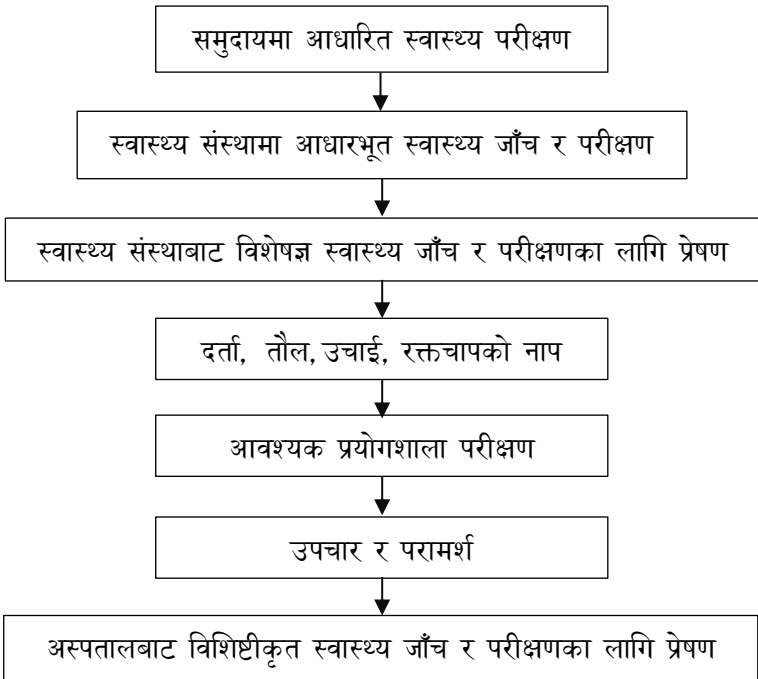 समुदायमा आधारित स्वास्थ्य परीक्षण
स्वास्थ्य संस्थामा आधारभूत स्वास्थ्य जाँच र परीक्षण
स्वास्थ्य संस्थाबाट विशेषज्ञ स्वास्थ्य जाँच र परीक्षणका लागि प्रेषण
दर्ता, तौल, उचाई, रक्तचापको नाप
आवश्यक प्रयोगशाला परीक्षण
उपचार र परामर्श
अस्पतालबाट विशिष्टीकृत स्वास्थ्य जाँच र परीक्षणका लागि प्रेषण